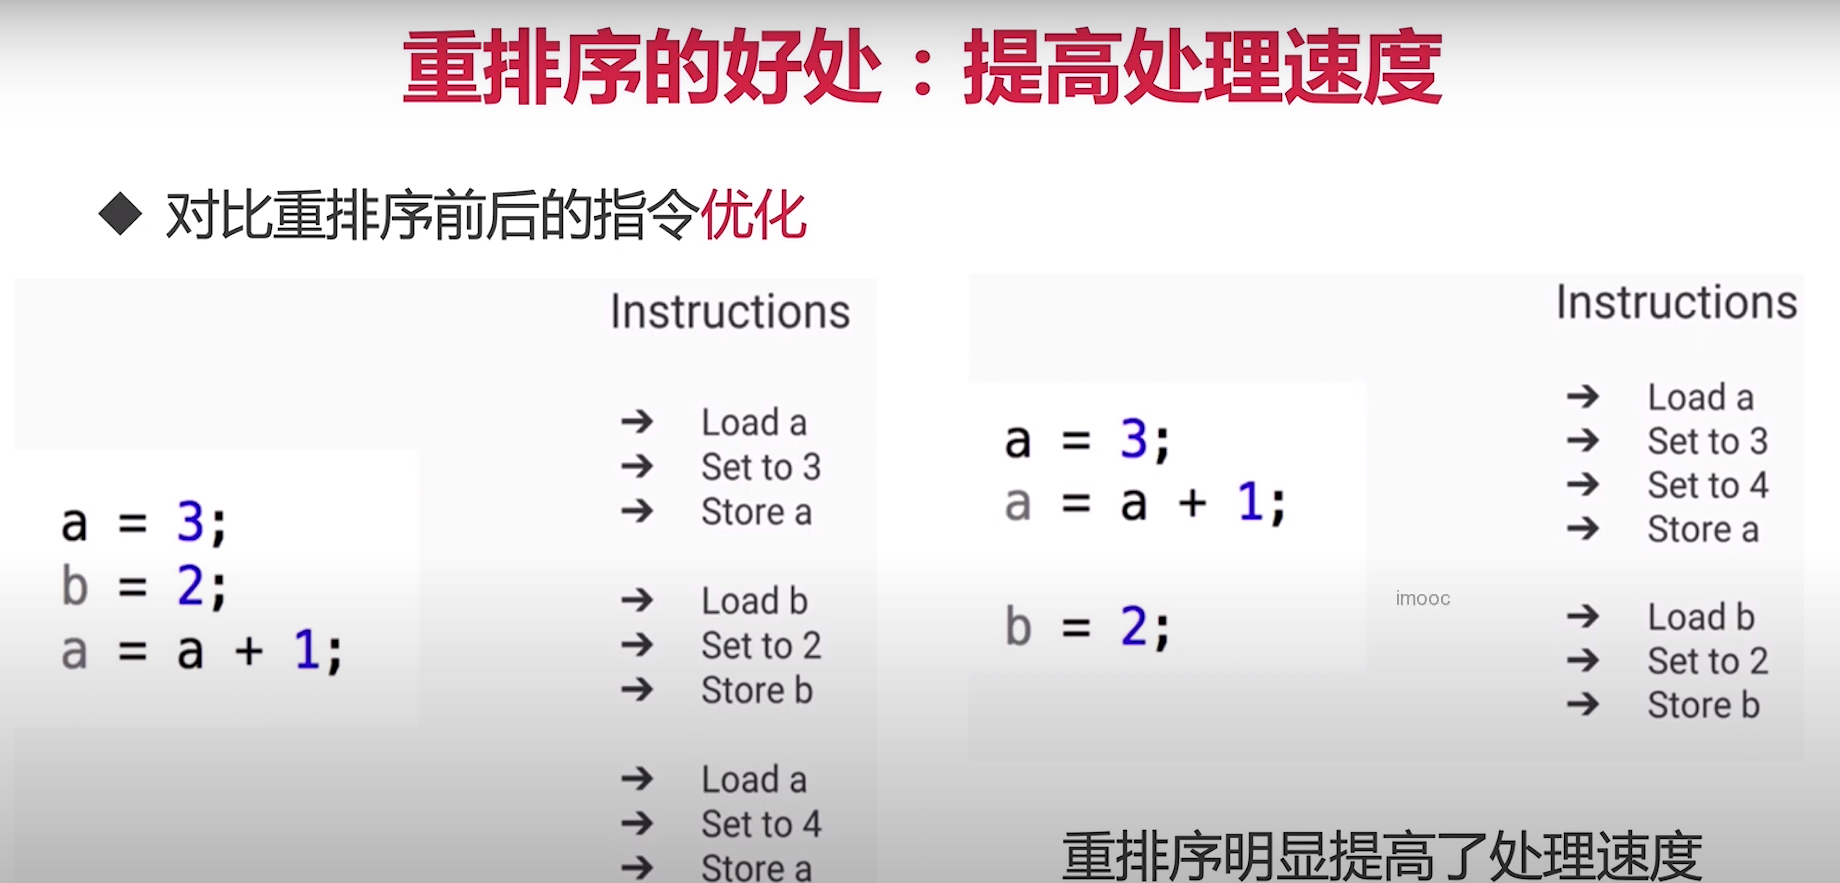 重排序的好处：提高处理速度
◆ 对比重排序前后的指令优化
Instructions
➔ Load a
➔ Set to 3
➔ Store a
➔ Load b
➔ Set to 2
➔ Store b
➔ Load a
➔ Set to 4
➔ Store a
a = 3;
b = 2;
a = a + 1;
Instructions
➔ Load a
➔ Set to 3
➔ Set to 4
➔ Store a
➔ Load b
➔ Set to 2
➔ Store b
a = 3;
a = a + 1;
b = 2;
imooc
重排序明显提高了处理速度